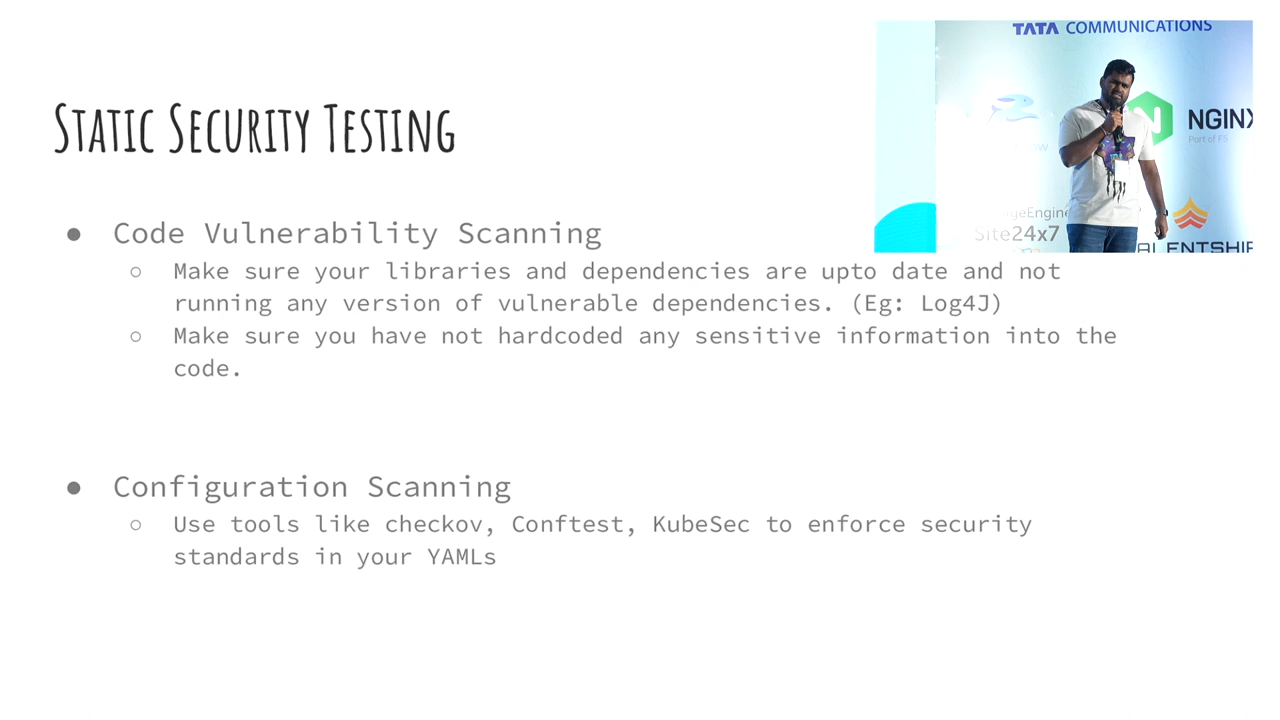 TATA COMMUNICATIONS
NGINX
Part of F5
Site24x7
STATIC SECURITY TESTING
● Code Vulnerability Scanning
○ Make sure your libraries and dependencies are upto date and not
running any version of vulnerable dependencies. (Eg: Log4J)
○ Make sure you have not hardcoded any sensitive information into the
code.
● Configuration Scanning
○ Use tools like checkov, Conftest, KubeSec to enforce security
standards in your YAMLs